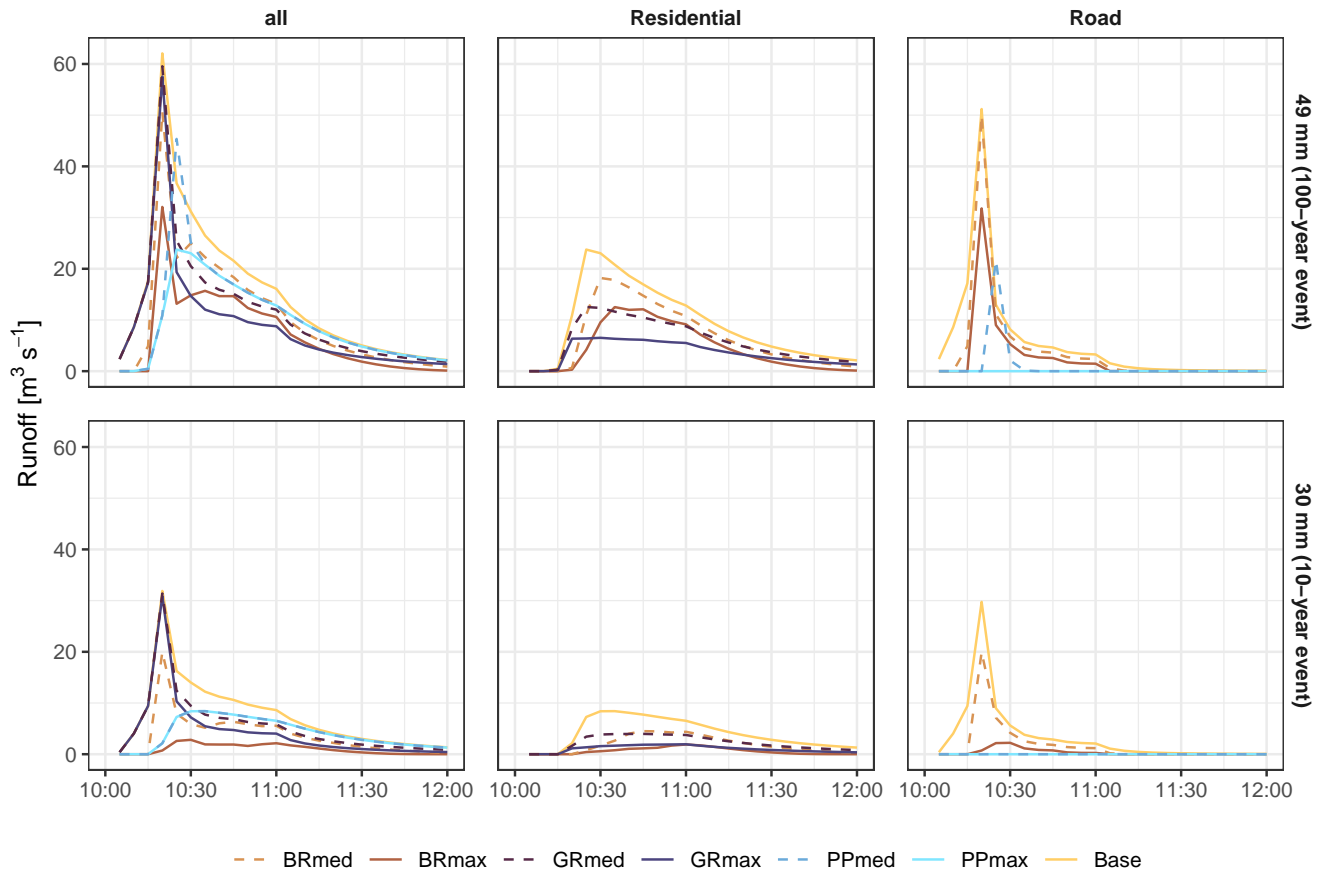 all Residential Road
60
40
20
0
49 mm (100−year event)
Runoff [m³ s⁻¹]
60
40
20
0
30 mm (10−year event)
10:00 10:30 11:00 11:30 12:00 10:00 10:30 11:00 11:30 12:00 10:00 10:30 11:00 11:30 12:00
BRmed BRmax GRmed GRmax PPmed PPmax Base